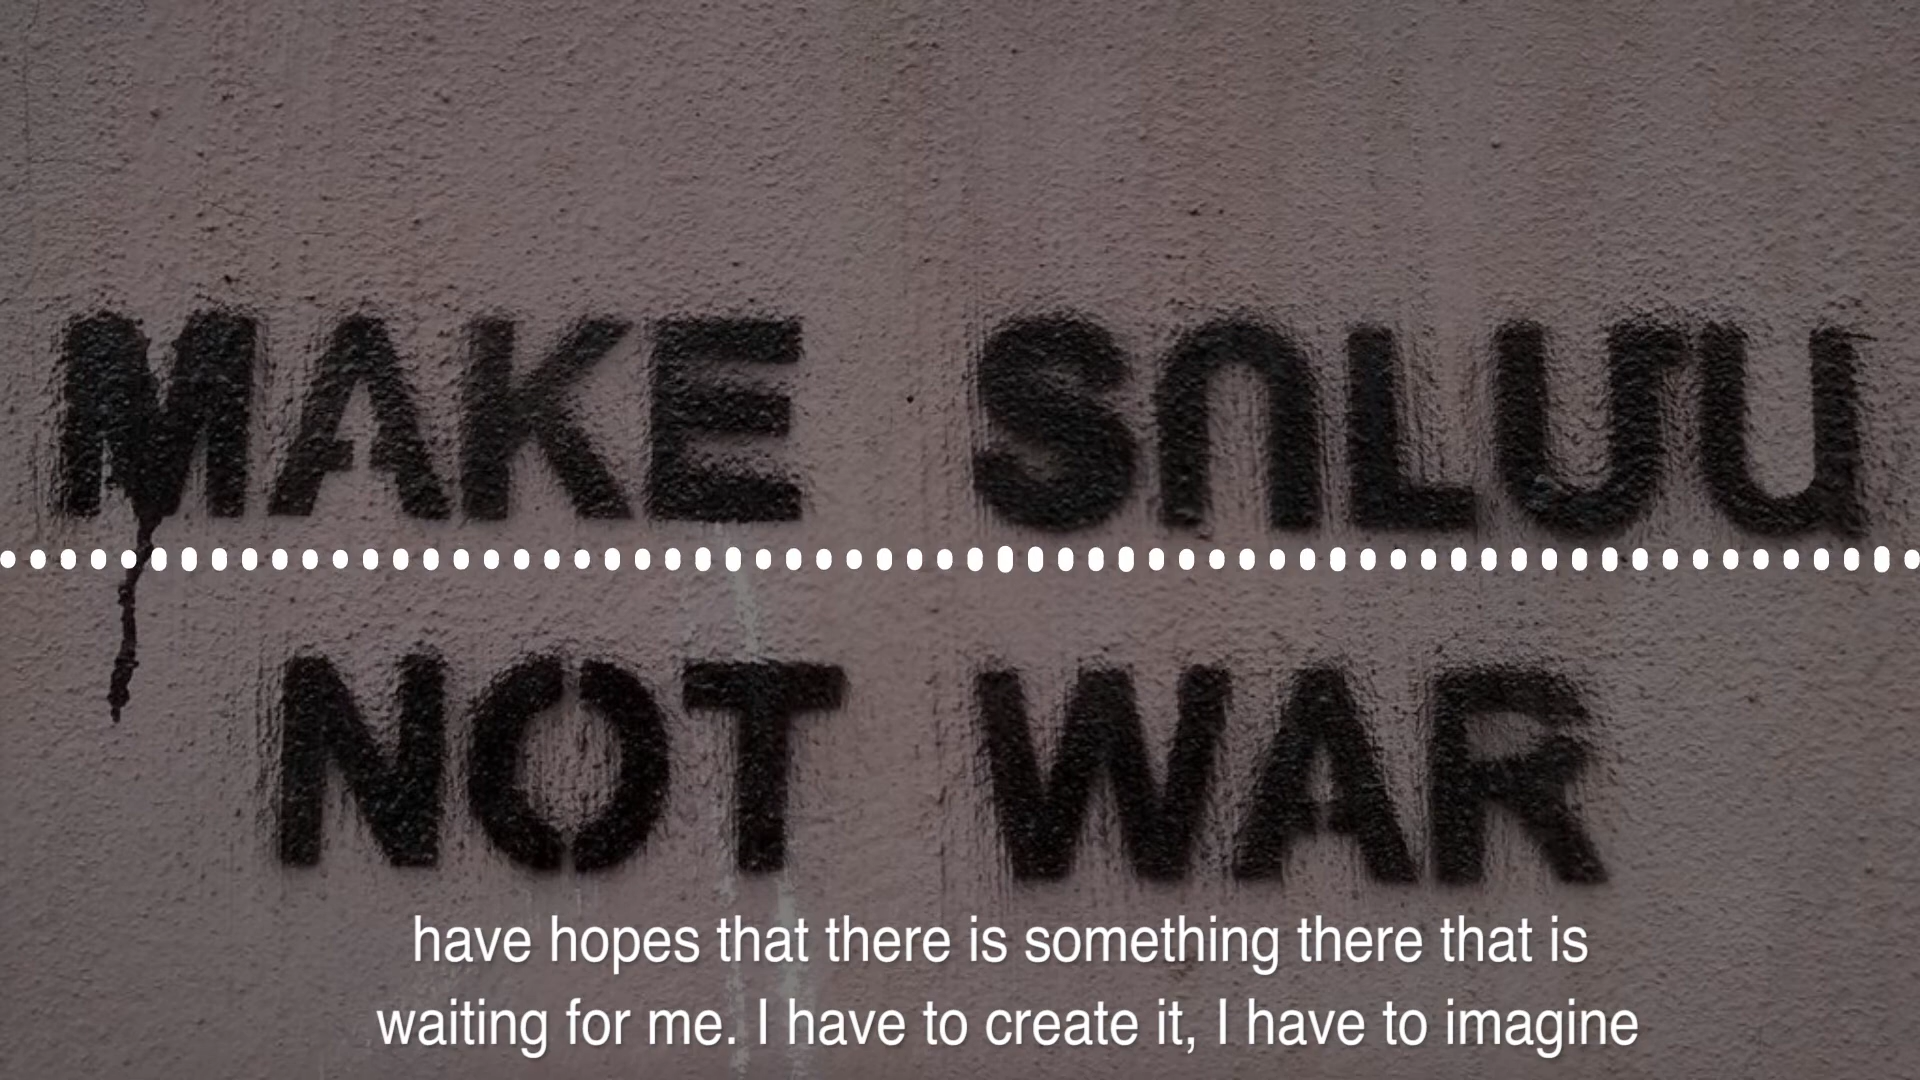 MAKE ՏՈԼՄԱ
NOT WAR
have hopes that there is something there that is
waiting for me. I have to create it, I have to imagine